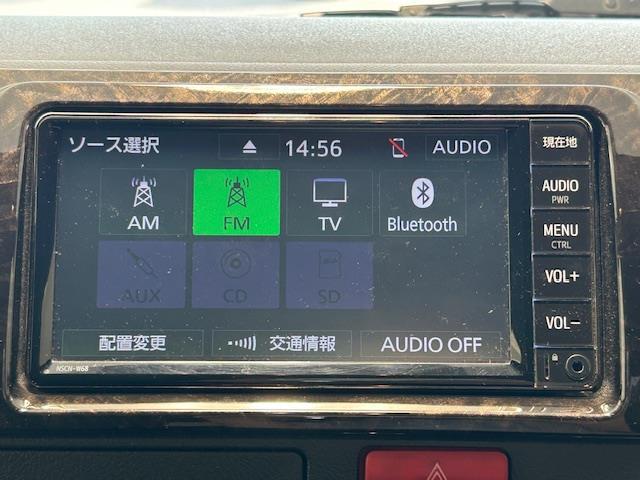 ソース選択 14:56 AUDIO
現在地
AM FM TV Bluetooth
AUDIO
PWR
MENU
CTRL
AUX CD SD
VOL+
VOL-
配置変更 交通情報 AUDIO OFF
NSCN-W68